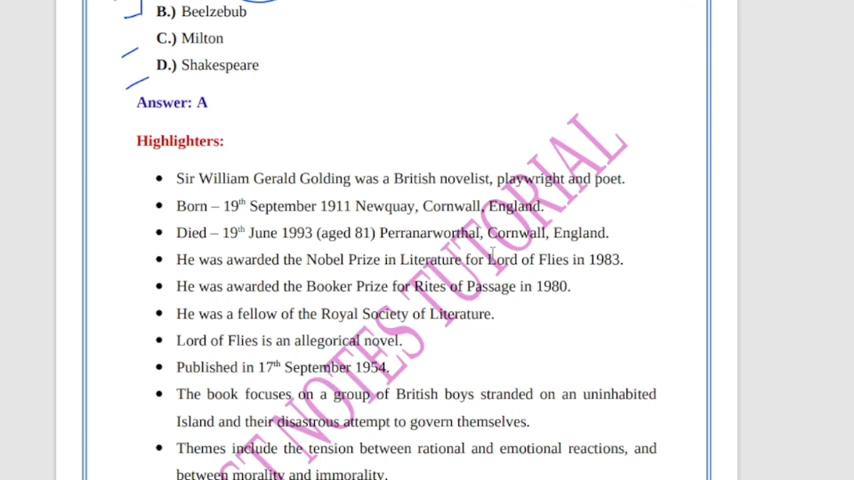 B.) Beelzebub
C.) Milton
D.) Shakespeare
Answer: A
Highlighters:
• Sir William Gerald Golding was a British novelist, playwright and poet.
• Born – 19th September 1911 Newquay, Cornwall, England.
• Died – 19th June 1993 (aged 81) Perranarworthal, Cornwall, England.
• He was awarded the Nobel Prize in Literature for Lord of Flies in 1983.
• He was awarded the Booker Prize for Rites of Passage in 1980.
• He was a fellow of the Royal Society of Literature.
• Lord of Flies is an allegorical novel.
• Published in 17th September 1954.
• The book focuses on a group of British boys stranded on an uninhabited
Island and their disastrous attempt to govern themselves.
• Themes include the tension between rational and emotional reactions, and
between morality and immorality.
ST NOTES TUTORIAL